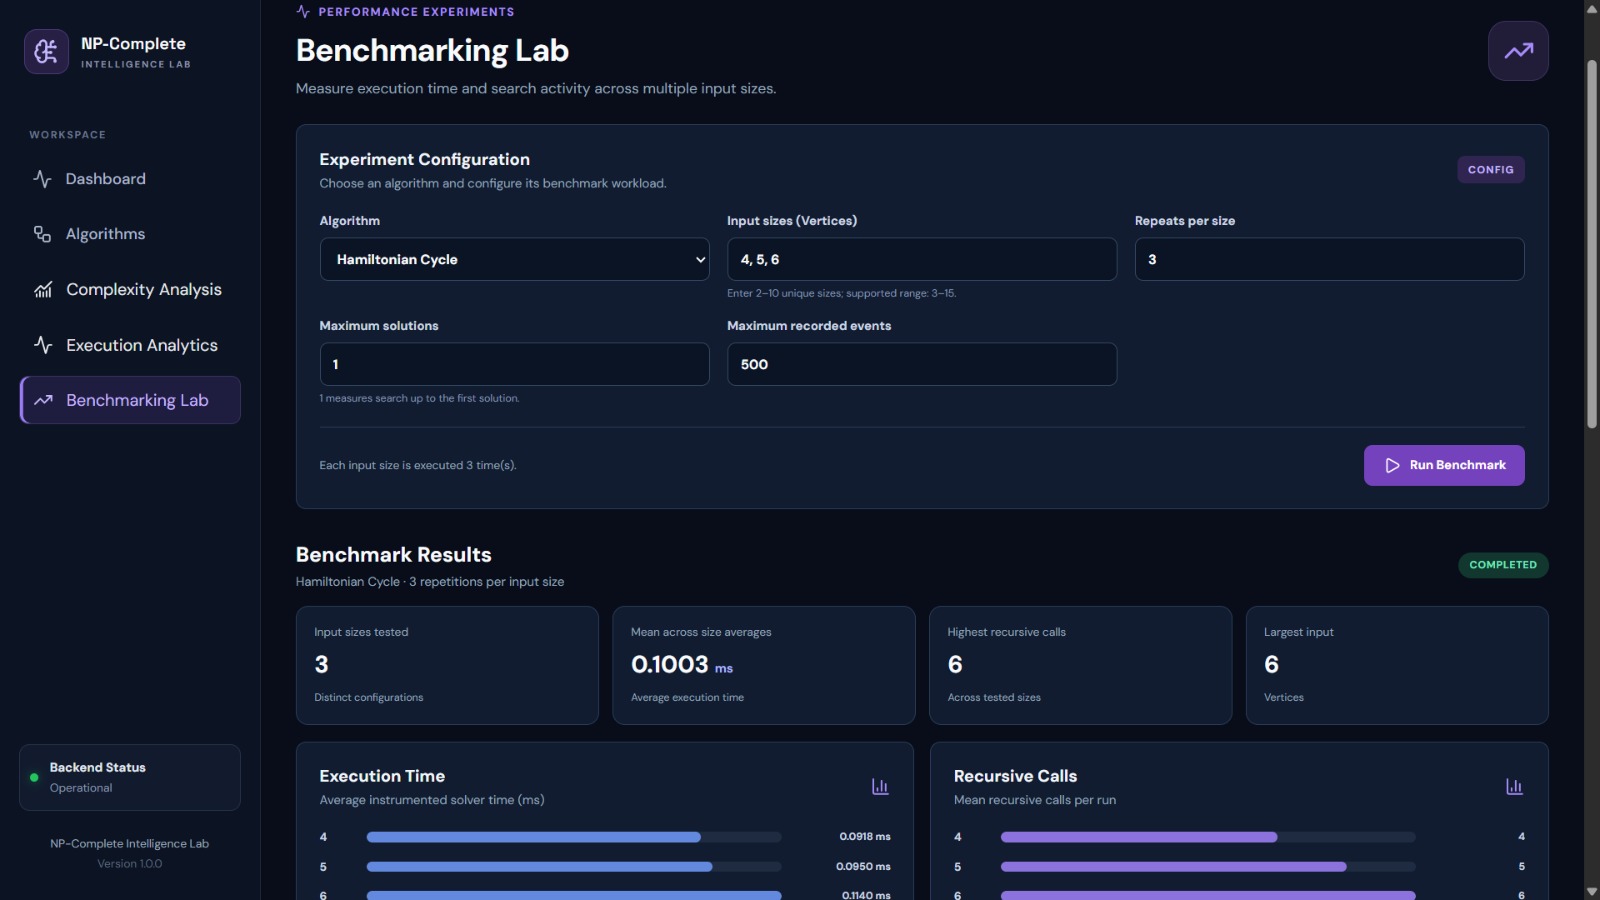 NP-Complete
INTELLIGENCE LAB
WORKSPACE
Dashboard
Algorithms
Complexity Analysis
Execution Analytics
Benchmarking Lab
Backend Status
Operational
NP-Complete Intelligence Lab
Version 1.0.0
PERFORMANCE EXPERIMENTS
Benchmarking Lab
Measure execution time and search activity across multiple input sizes.
Experiment Configuration
Choose an algorithm and configure its benchmark workload.
CONFIG
Algorithm
Hamiltonian Cycle
Input sizes (Vertices)
4, 5, 6
Enter 2–10 unique sizes; supported range: 3–15.
Repeats per size
3
Maximum solutions
1
1 measures search up to the first solution.
Maximum recorded events
500
Each input size is executed 3 time(s).
Run Benchmark
Benchmark Results
Hamiltonian Cycle · 3 repetitions per input size
COMPLETED
Input sizes tested
3
Distinct configurations
Mean across size averages
0.1003 ms
Average execution time
Highest recursive calls
6
Across tested sizes
Largest input
6
Vertices
Execution Time
Average instrumented solver time (ms)
4 0.0918 ms
5 0.0950 ms
6 0.1140 ms
Recursive Calls
Mean recursive calls per run
4 4
5 5
6 6